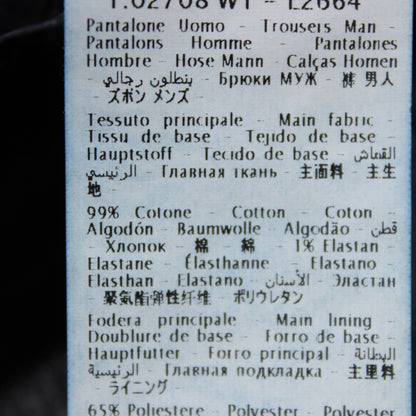 1.02708 W1 - L2664
Pantalone Uomo - Trousers Man -
Pantalons Homme - Pantalones
Hombre - Hose Mann - Calças Homen
- بنطلون رجالي - Брюки МУЖ - 裤 男人
- ズボン メンズ -
Tessuto principale - Main fabric -
Tissu de base - Tejido de base -
Hauptstoff - Tecido de base - القماش
الرئيسي - Главная ткань - 主面料 - 主生
地 -
99% Cotone - Cotton - Coton -
Algodón - Baumwolle - Algodão - قطن
- Хлопок - 棉 - 綿 - 1% Elastan -
Elastane - Élasthanne - Elastano -
Elasthan - Elastano - الأستان - Эластан
- 聚氨酯弹性纤维 - ポリウレタン
Fodera principale - Main lining -
Doublure de base - Forro de base -
Hauptfutter - Forro principal - البطانة
الرئيسية - Главная подкладка - 主里料
- ライニング -
65% Poliestere - Polyester - Polyester